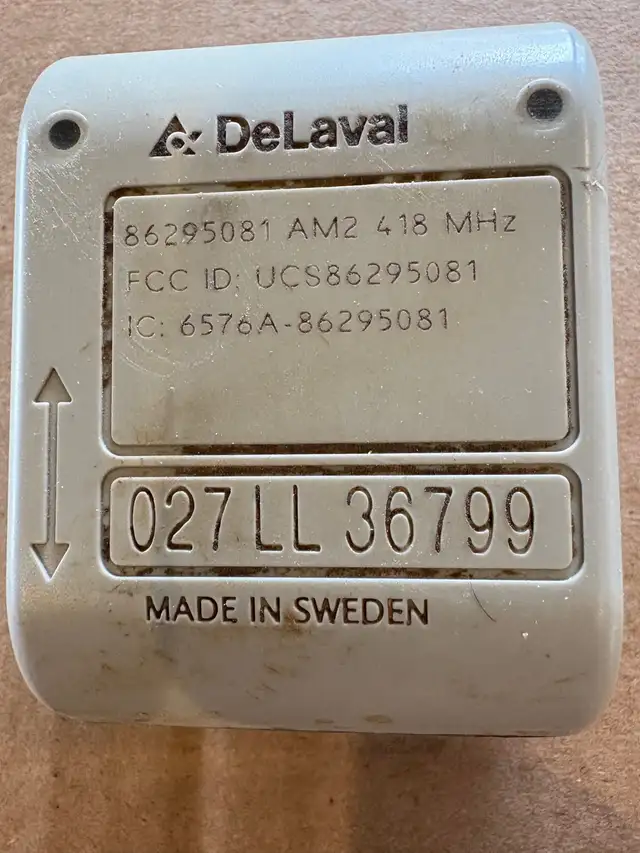 DeLaval
86295081 AM2 418 MHz
FCC ID: UCS86295081
IC: 6576A-86295081
027 LL 36799
MADE IN SWEDEN